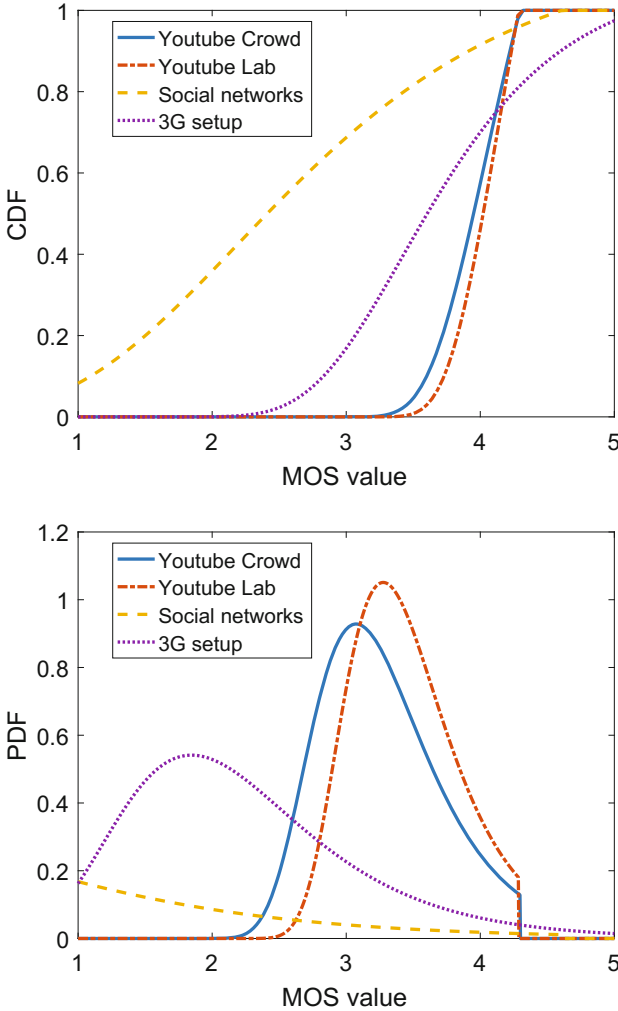 1
0.8
0.6
0.4
0.2
0
CDF
Youtube Crowd
Youtube Lab
Social networks
3G setup
1 2 3 4 5
MOS value
1.2
1
0.8
0.6
0.4
0.2
0
PDF
Youtube Crowd
Youtube Lab
Social networks
3G setup
1 2 3 4 5
MOS value